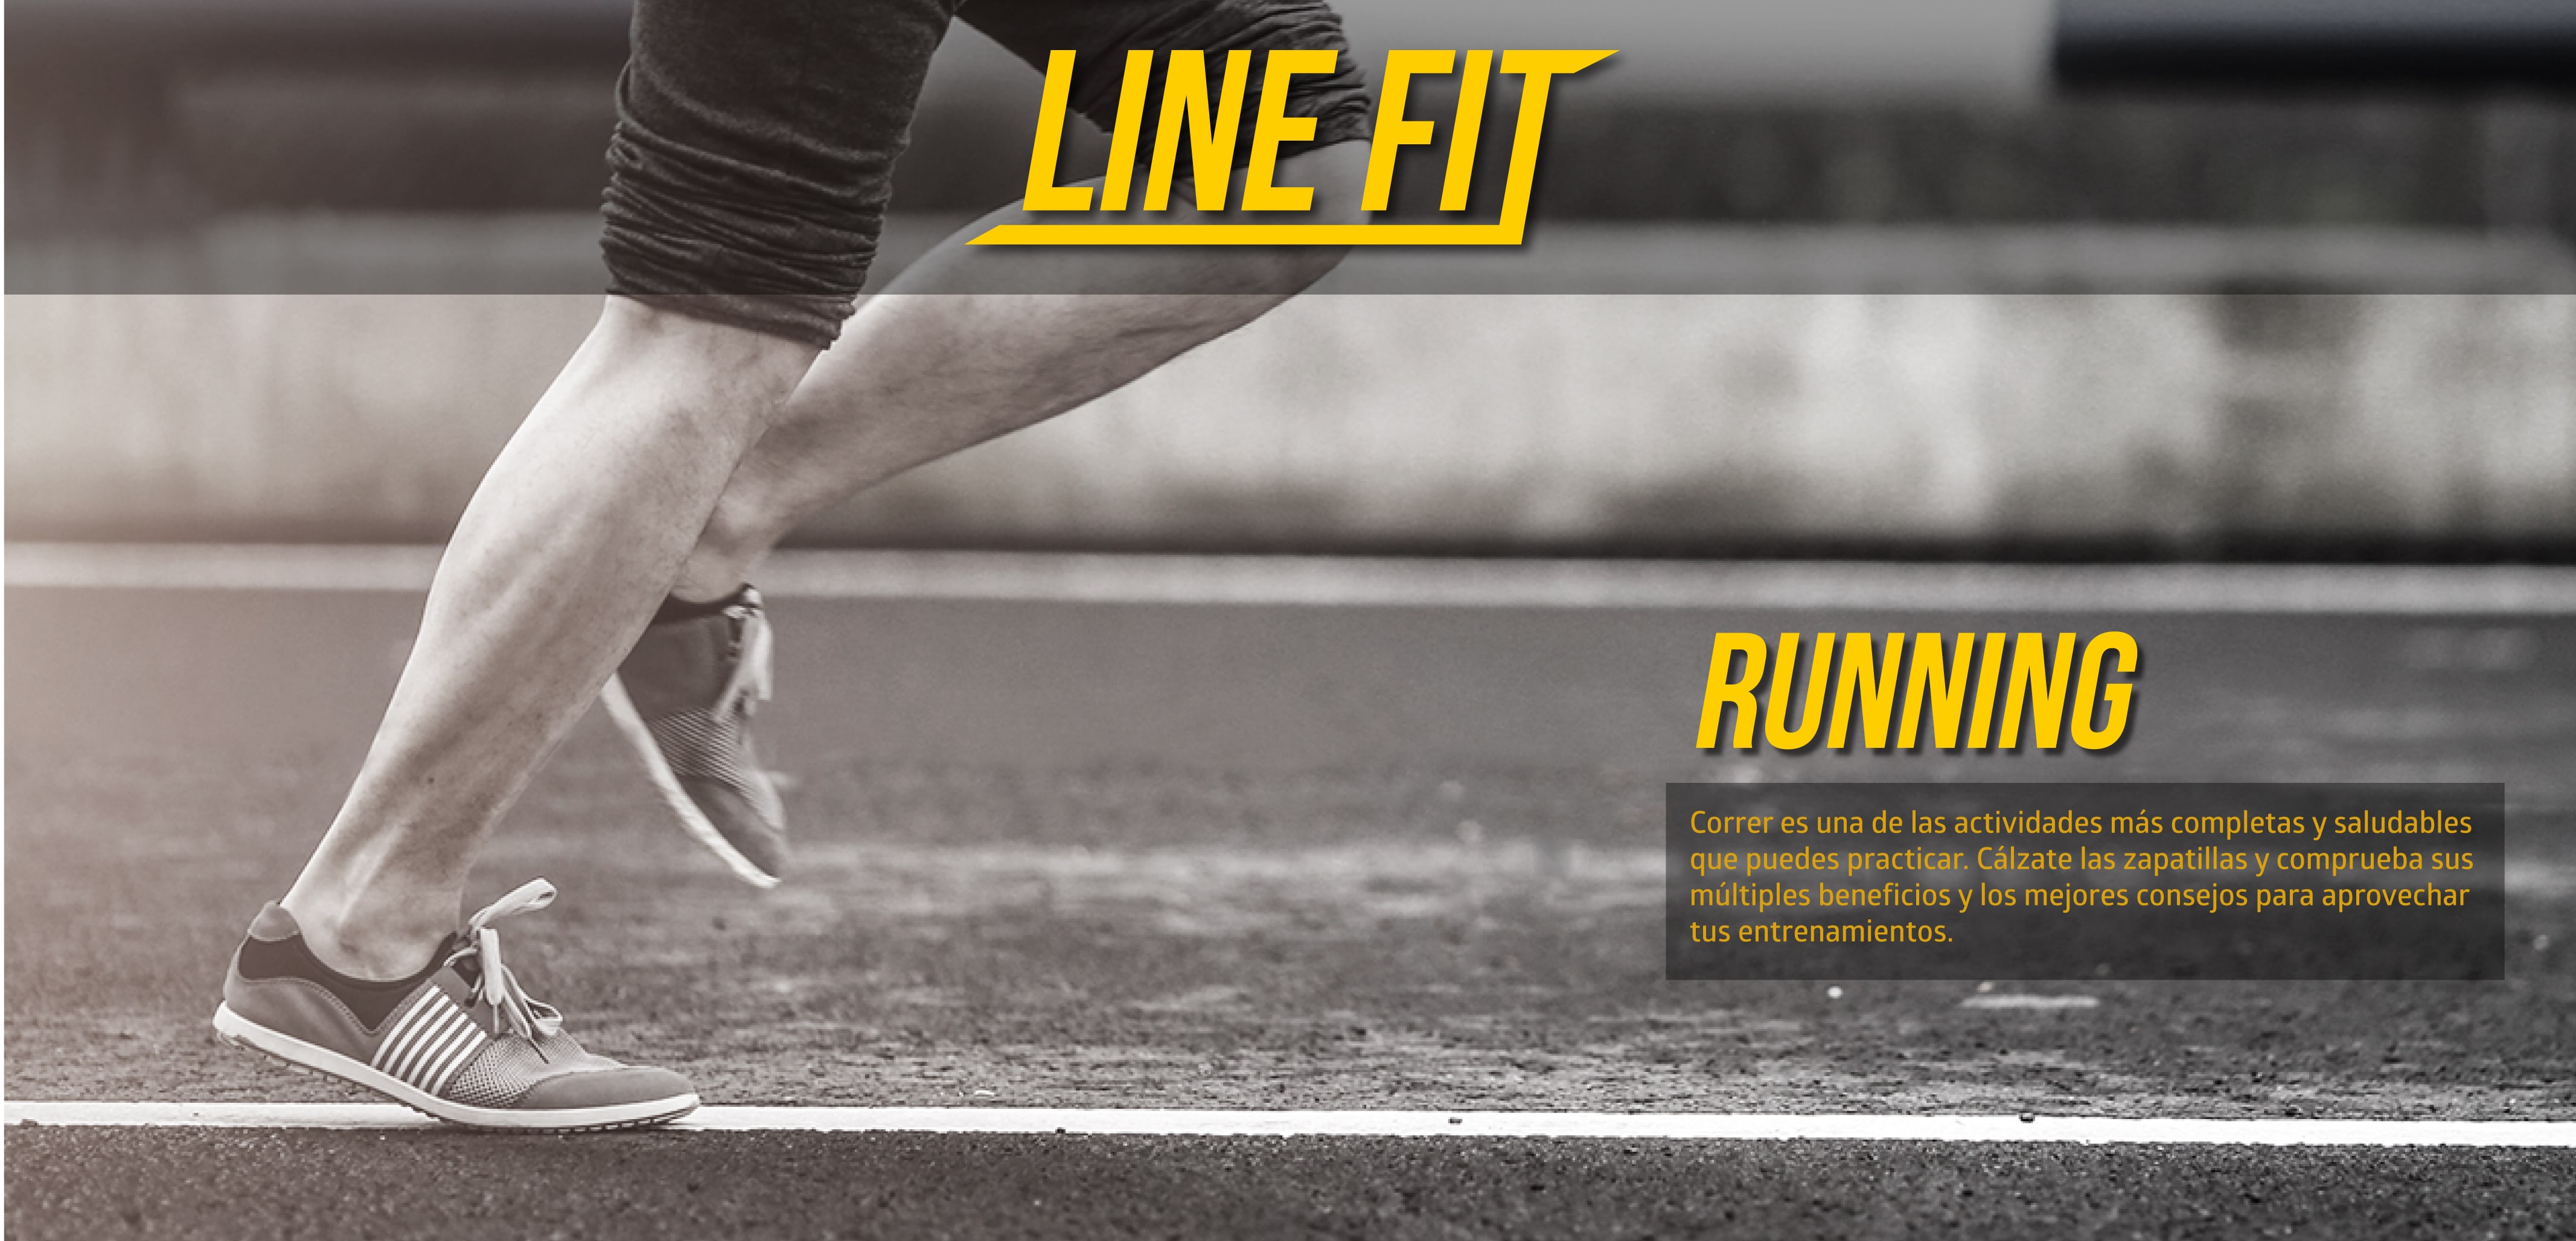 LINE FIT
RUNNING
Correr es una de las actividades más completas y saludables
que puedes practicar. Cálzate las zapatillas y comprueba sus
múltiples beneficios y los mejores consejos para aprovechar
tus entrenamientos.